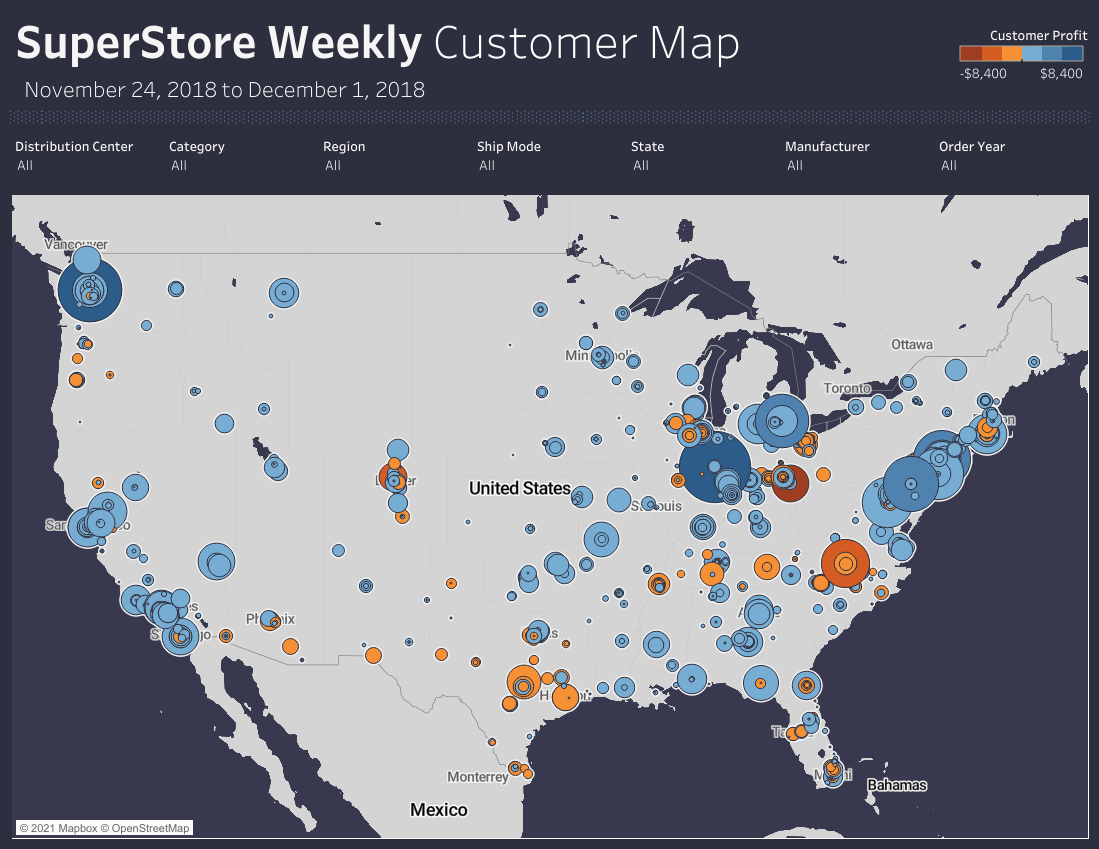 SuperStore Weekly Customer Map
Customer Profit
-$8,400 $8,400
November 24, 2018 to December 1, 2018
Distribution Center Category Region Ship Mode State Manufacturer Order Year
All All All All All All All
Vancouver
Ottawa
Toronto
United States
Monterrey
Bahamas
Mexico
© 2021 Mapbox © OpenStreetMap